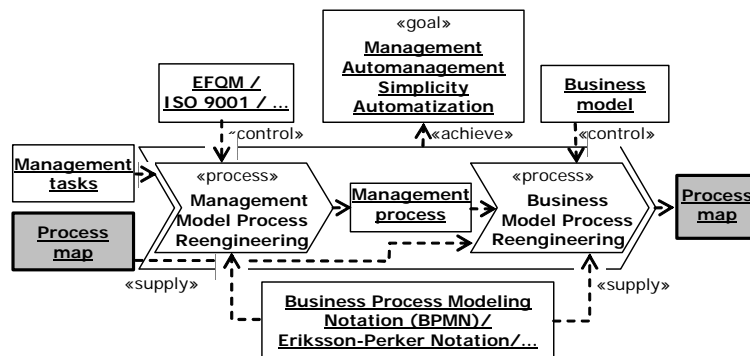 «goal»
Management
Automanagement
Simplicity
Automatization
EFQM /
ISO 9001 / ...
Business
model
«control»
«achieve»
«control»
Management
tasks
«process»
Management
Model Process
Reengineering
Management
process
«process»
Business
Model Process
Reengineering
Process
map
Process
map
«supply»
«supply»
Business Process Modeling
Notation (BPMN)/
Eriksson-Perker Notation/...